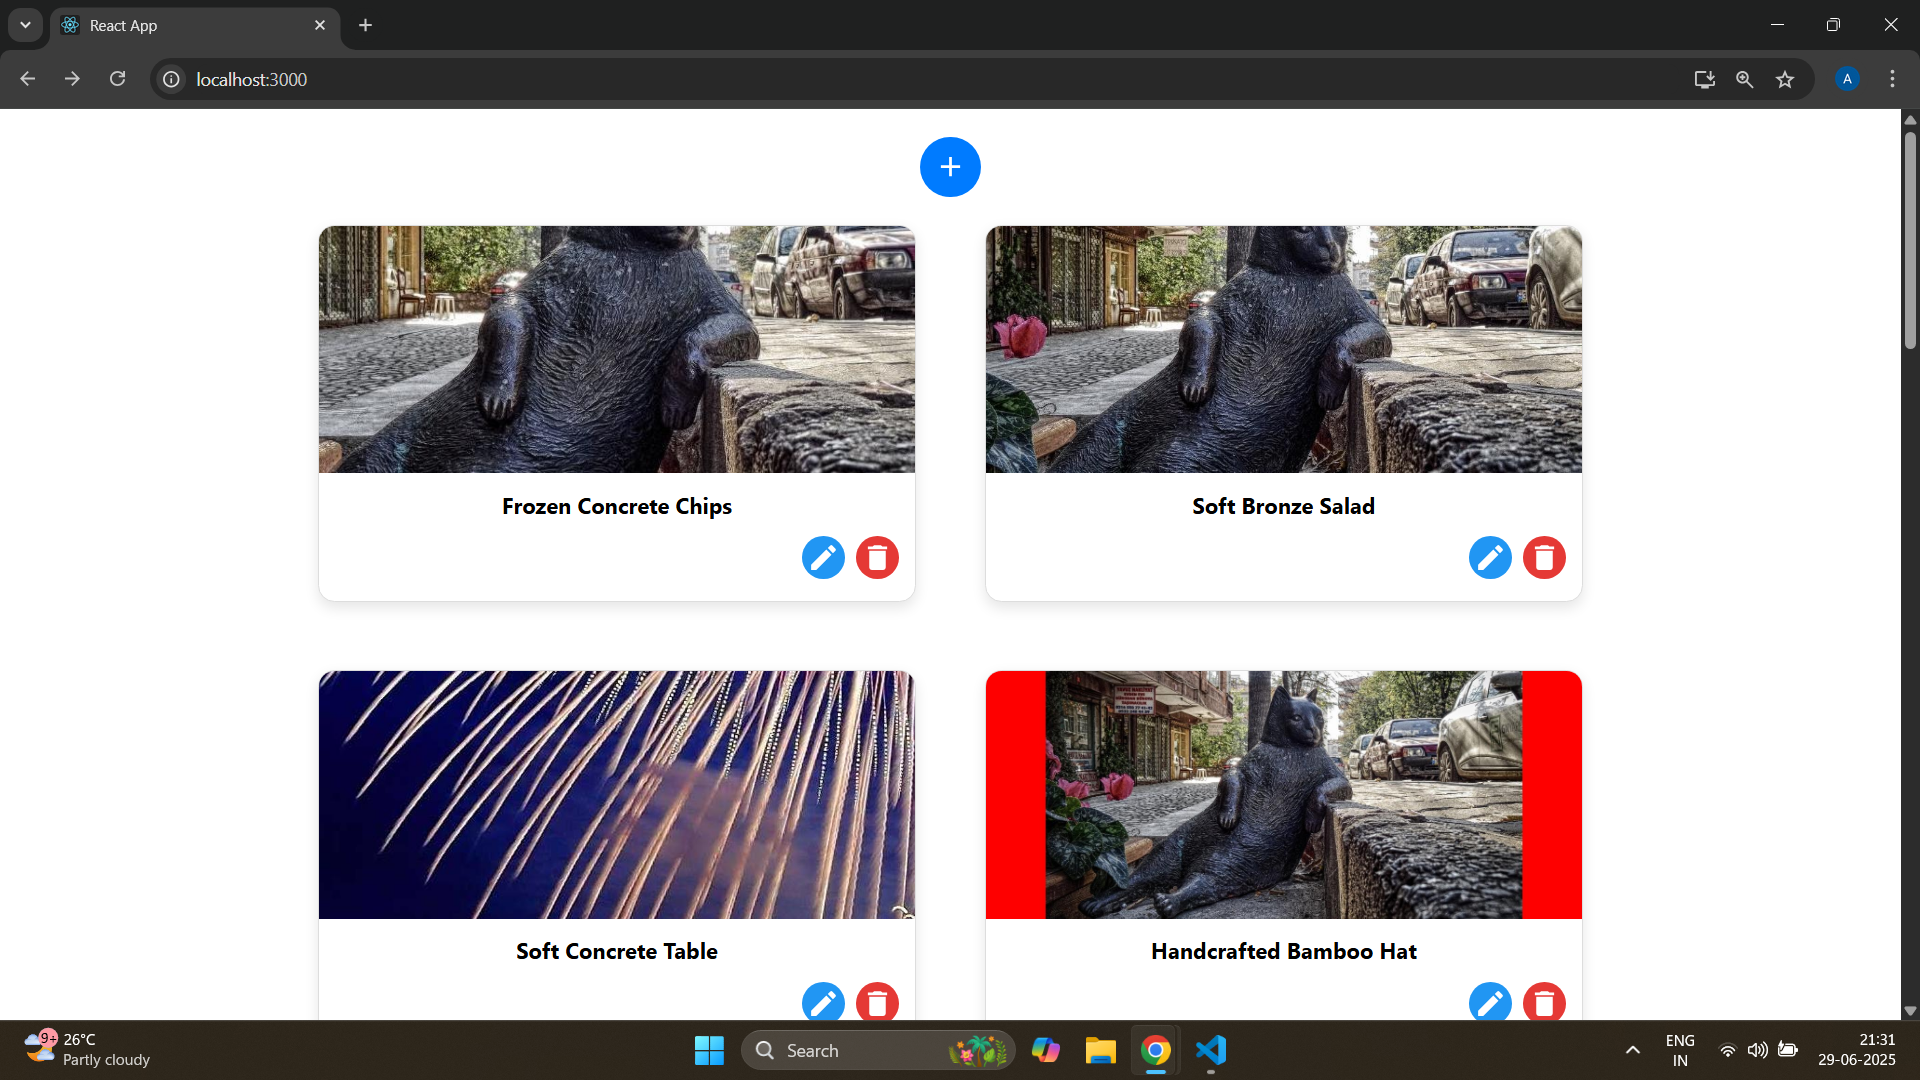 React App
localhost:3000
A
Frozen Concrete Chips
Soft Bronze Salad
Soft Concrete Table
Handcrafted Bamboo Hat
9+
26°C
Partly cloudy
Search
ENG
IN
21:31
29-06-2025